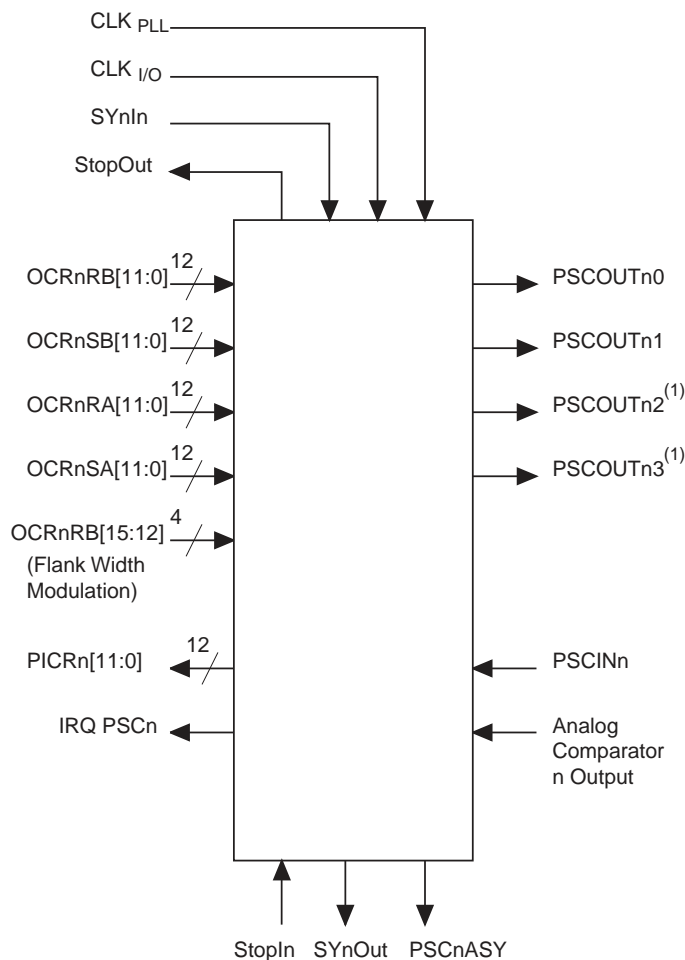 CLK PLL
CLK I/O
SYnIn
StopOut
OCRnRB[11:0] 12
PSCOUTn0
OCRnSB[11:0] 12
PSCOUTn1
OCRnRA[11:0] 12
PSCOUTn2(1)
OCRnSA[11:0] 12
PSCOUTn3(1)
OCRnRB[15:12] 4
(Flank Width
Modulation)
PICRn[11:0] 12
PSCINn
IRQ PSCn
Analog
Comparator
n Output
StopIn SYnOut PSCnASY